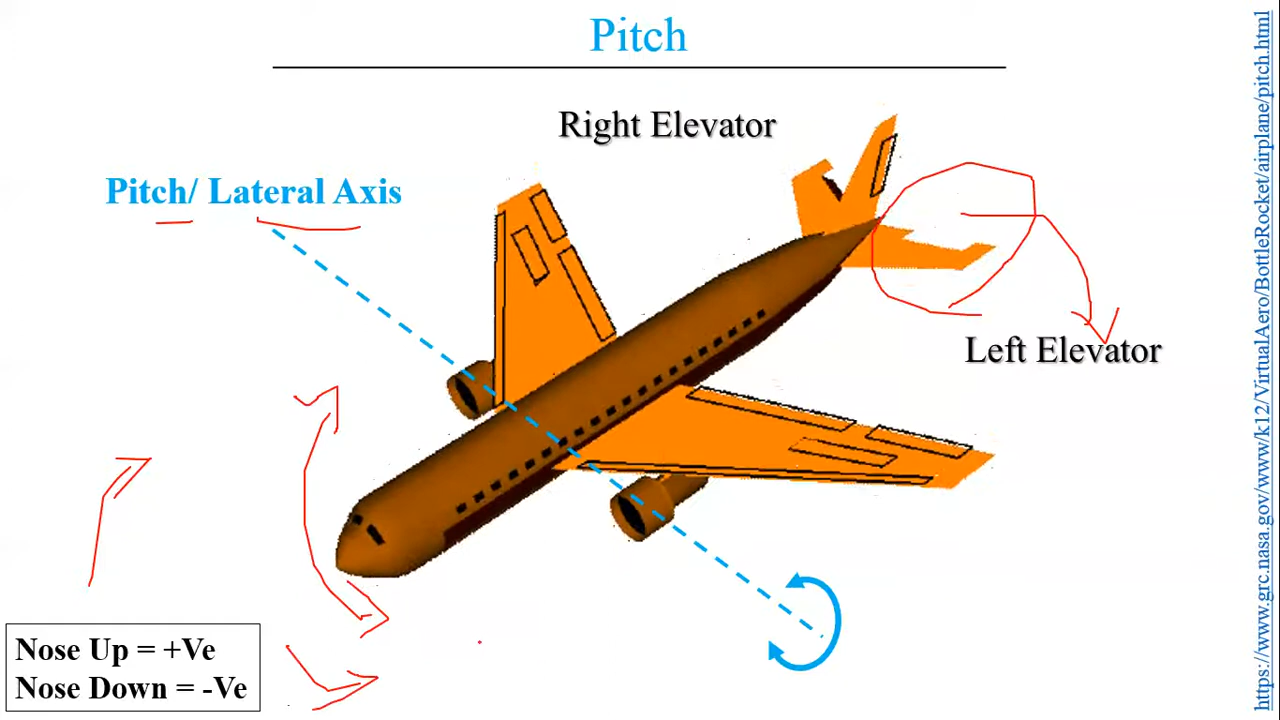 Pitch
Right Elevator
Pitch/ Lateral Axis
Left Elevator
Nose Up = +Ve
Nose Down = -Ve
https://www.grc.nasa.gov/www/k12/VirtualAero/BottleRocket/airplane/pitch.html